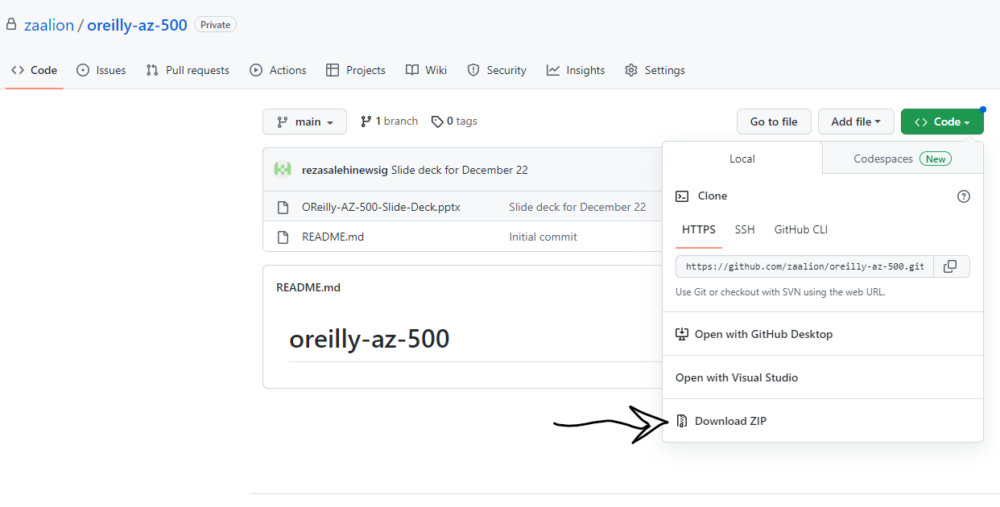 zaalion / oreilly-az-500 Private
Code Issues Pull requests Actions Projects Wiki Security Insights Settings
main 1 branch 0 tags Go to file Add file Code
rezasalehinewsig Slide deck for December 22
OReilly-AZ-500-Slide-Deck.pptx Slide deck for December 22
README.md Initial commit
README.md
oreilly-az-500
Local Codespaces New
Clone
HTTPS SSH GitHub CLI
https://github.com/zaalion/oreilly-az-500.git
Use Git or checkout with SVN using the web URL.
Open with GitHub Desktop
Open with Visual Studio
Download ZIP